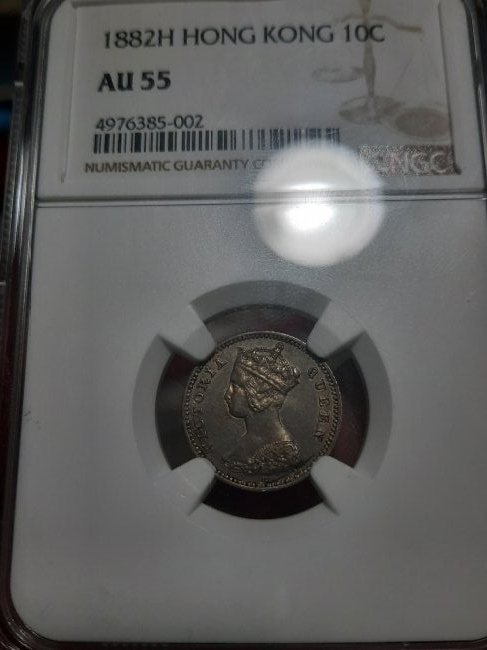 1882H HONG KONG 10C
AU 55
4976385-002
NUMISMATIC GUARANTY
NGC
VICTORIA QUEEN